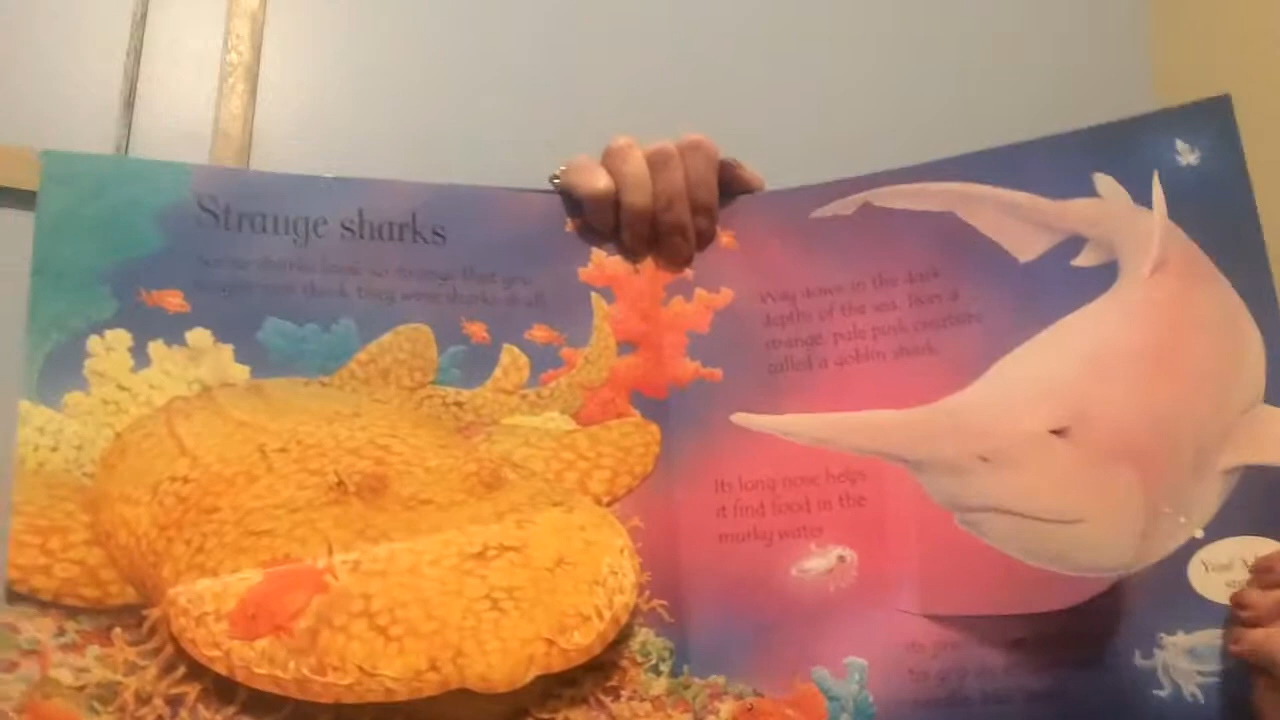 Strange sharks
Some sharks look so strange that you
might not think they were sharks at all.
Way down in the dark
depths of the sea, lives a
strange, pale pink creature
called a goblin shark.
Its long nose helps
it find food in the
murky water.